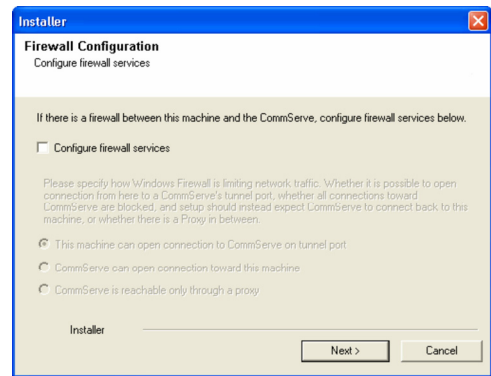 Installer
Firewall Configuration
Configure firewall services
If there is a firewall between this machine and the CommServe, configure firewall services below.
Configure firewall services
Please specify how Windows Firewall is limiting network traffic. Whether it is possible to open
connection from here to a CommServe's tunnel port, whether all connections toward
CommServe are blocked, and setup should instead expect CommServe to connect back to this
machine, or whether there is a Proxy in between.
This machine can open connection to CommServe on tunnel port
CommServe can open connection toward this machine
CommServe is reachable only through a proxy
Installer
Next >
Cancel